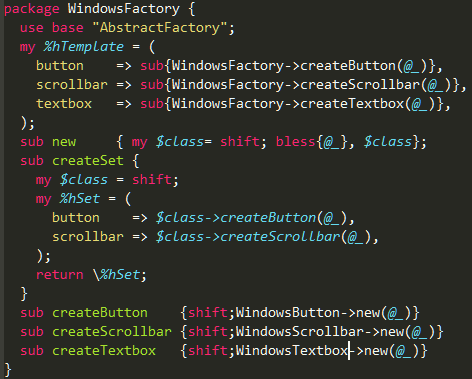 package WindowsFactory {
  use base "AbstractFactory";
  my %hTemplate = (
    button    => sub{WindowsFactory->createButton(@_)},
    scrollbar => sub{WindowsFactory->createScrollbar(@_)},
    textbox   => sub{WindowsFactory->createTextbox(@_)},
  );
  sub new     { my $class= shift; bless{@_}, $class};
  sub createSet {
    my $class = shift;
    my %hSet = (
      button    => $class->createButton(@_),
      scrollbar => $class->createScrollbar(@_),
    );
    return \%hSet;
  }
  sub createButton    {shift;WindowsButton->new(@_)}
  sub createScrollbar {shift;WindowsScrollbar->new(@_)}
  sub createTextbox   {shift;WindowsTextbox->new(@_)}
}